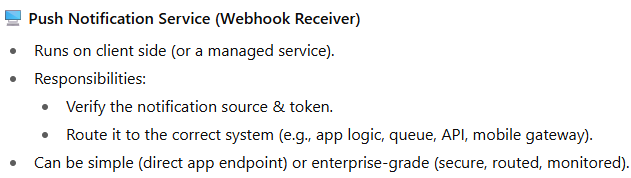 Push Notification Service (Webhook Receiver)
• Runs on client side (or a managed service).
• Responsibilities:
• Verify the notification source & token.
• Route it to the correct system (e.g., app logic, queue, API, mobile gateway).
• Can be simple (direct app endpoint) or enterprise-grade (secure, routed, monitored).